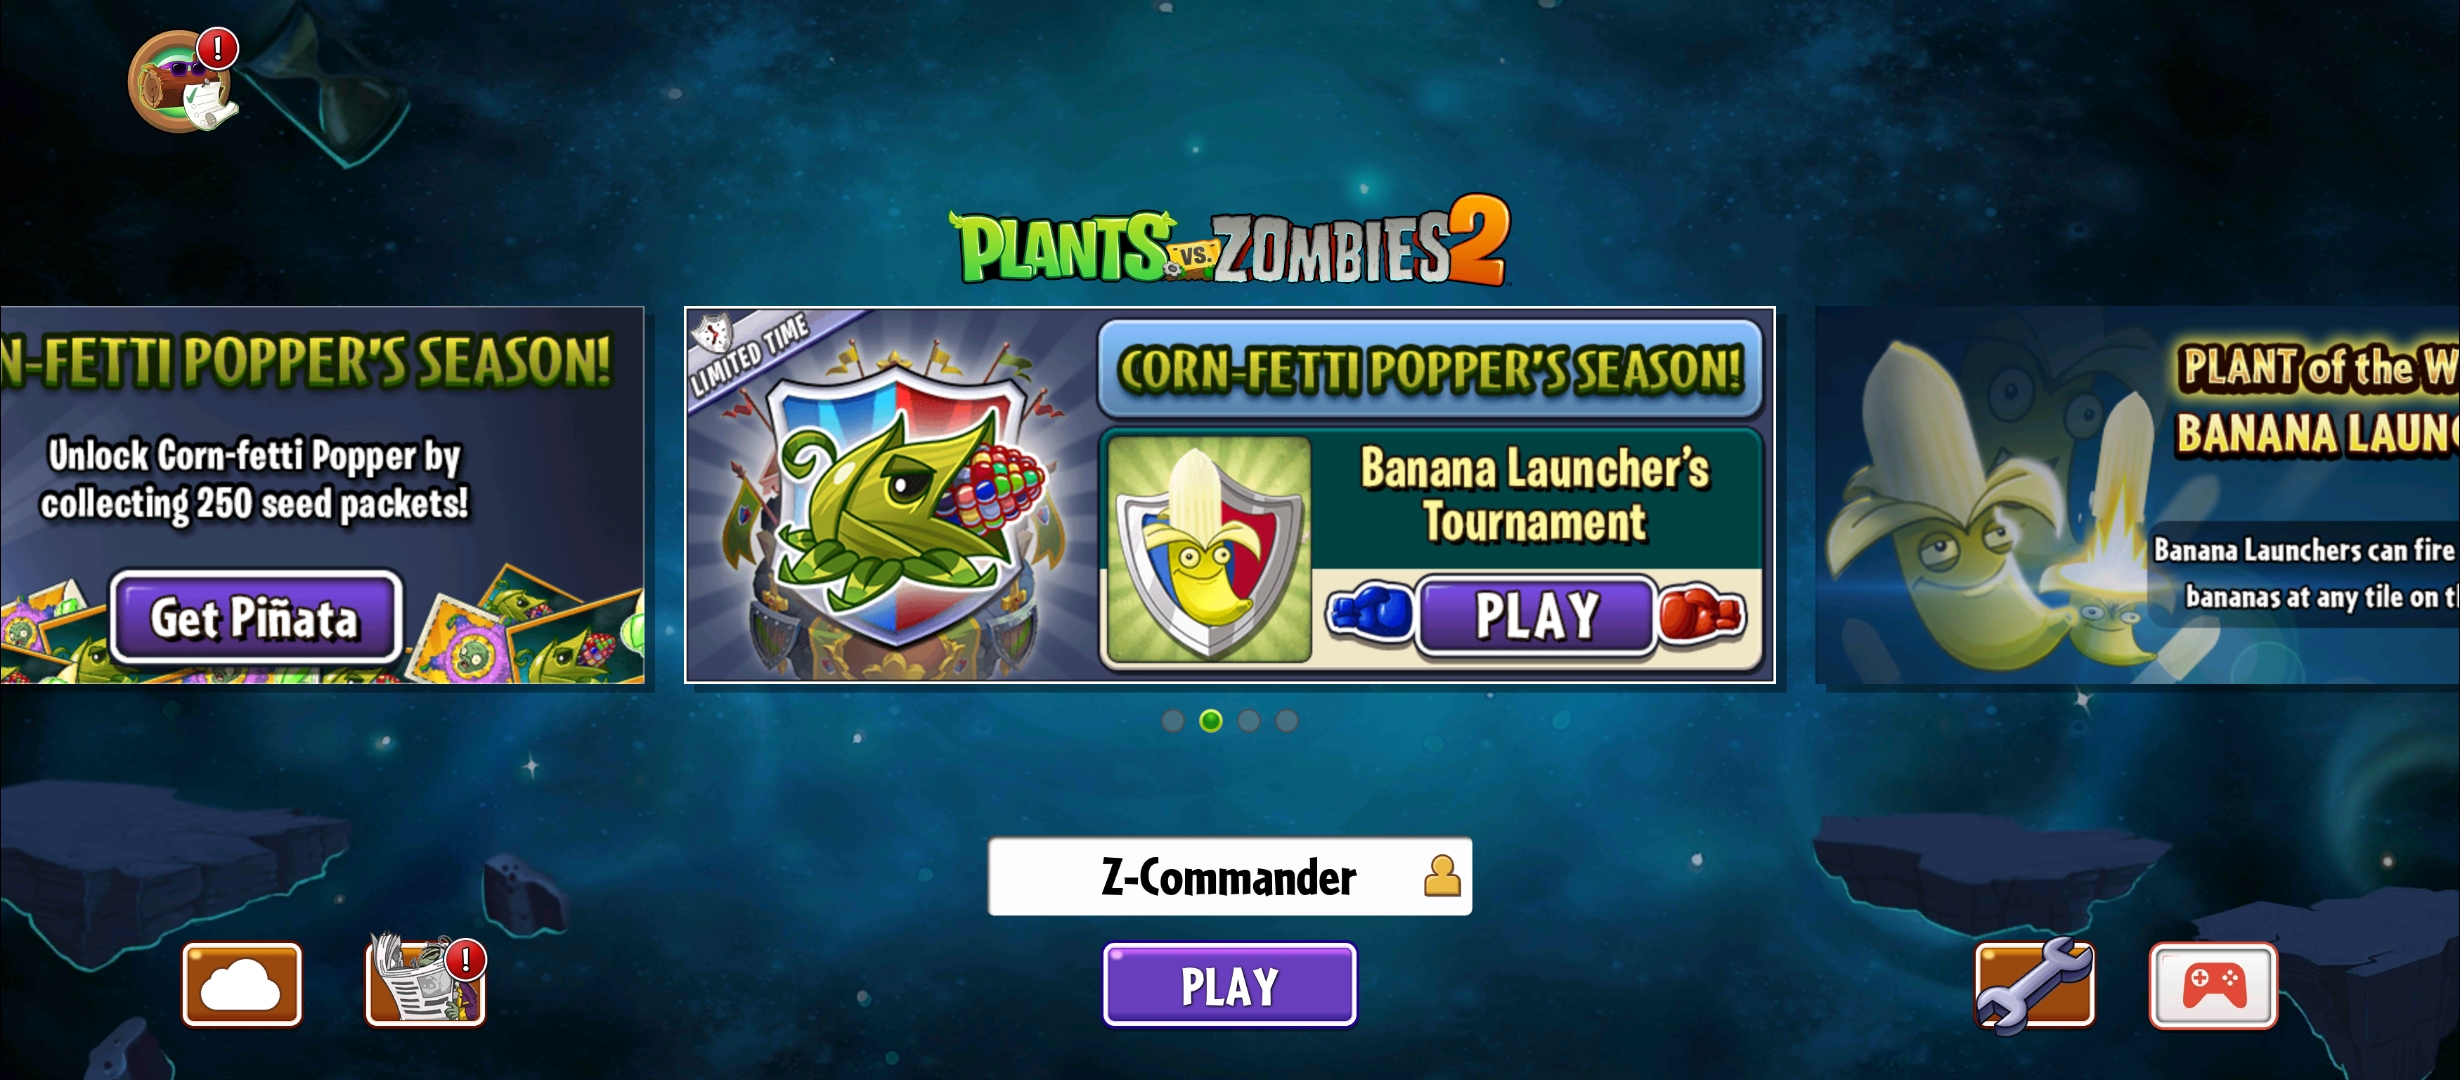 PLANTS VS. ZOMBIES 2
N-FETTI POPPER'S SEASON!
Unlock Corn-fetti Popper by
collecting 250 seed packets!
Get Piñata
LIMITED TIME
CORN-FETTI POPPER'S SEASON!
Banana Launcher's
Tournament
PLAY
PLANT of the W
BANANA LAUNC
Banana Launchers can fire
bananas at any tile on t
Z-Commander
PLAY